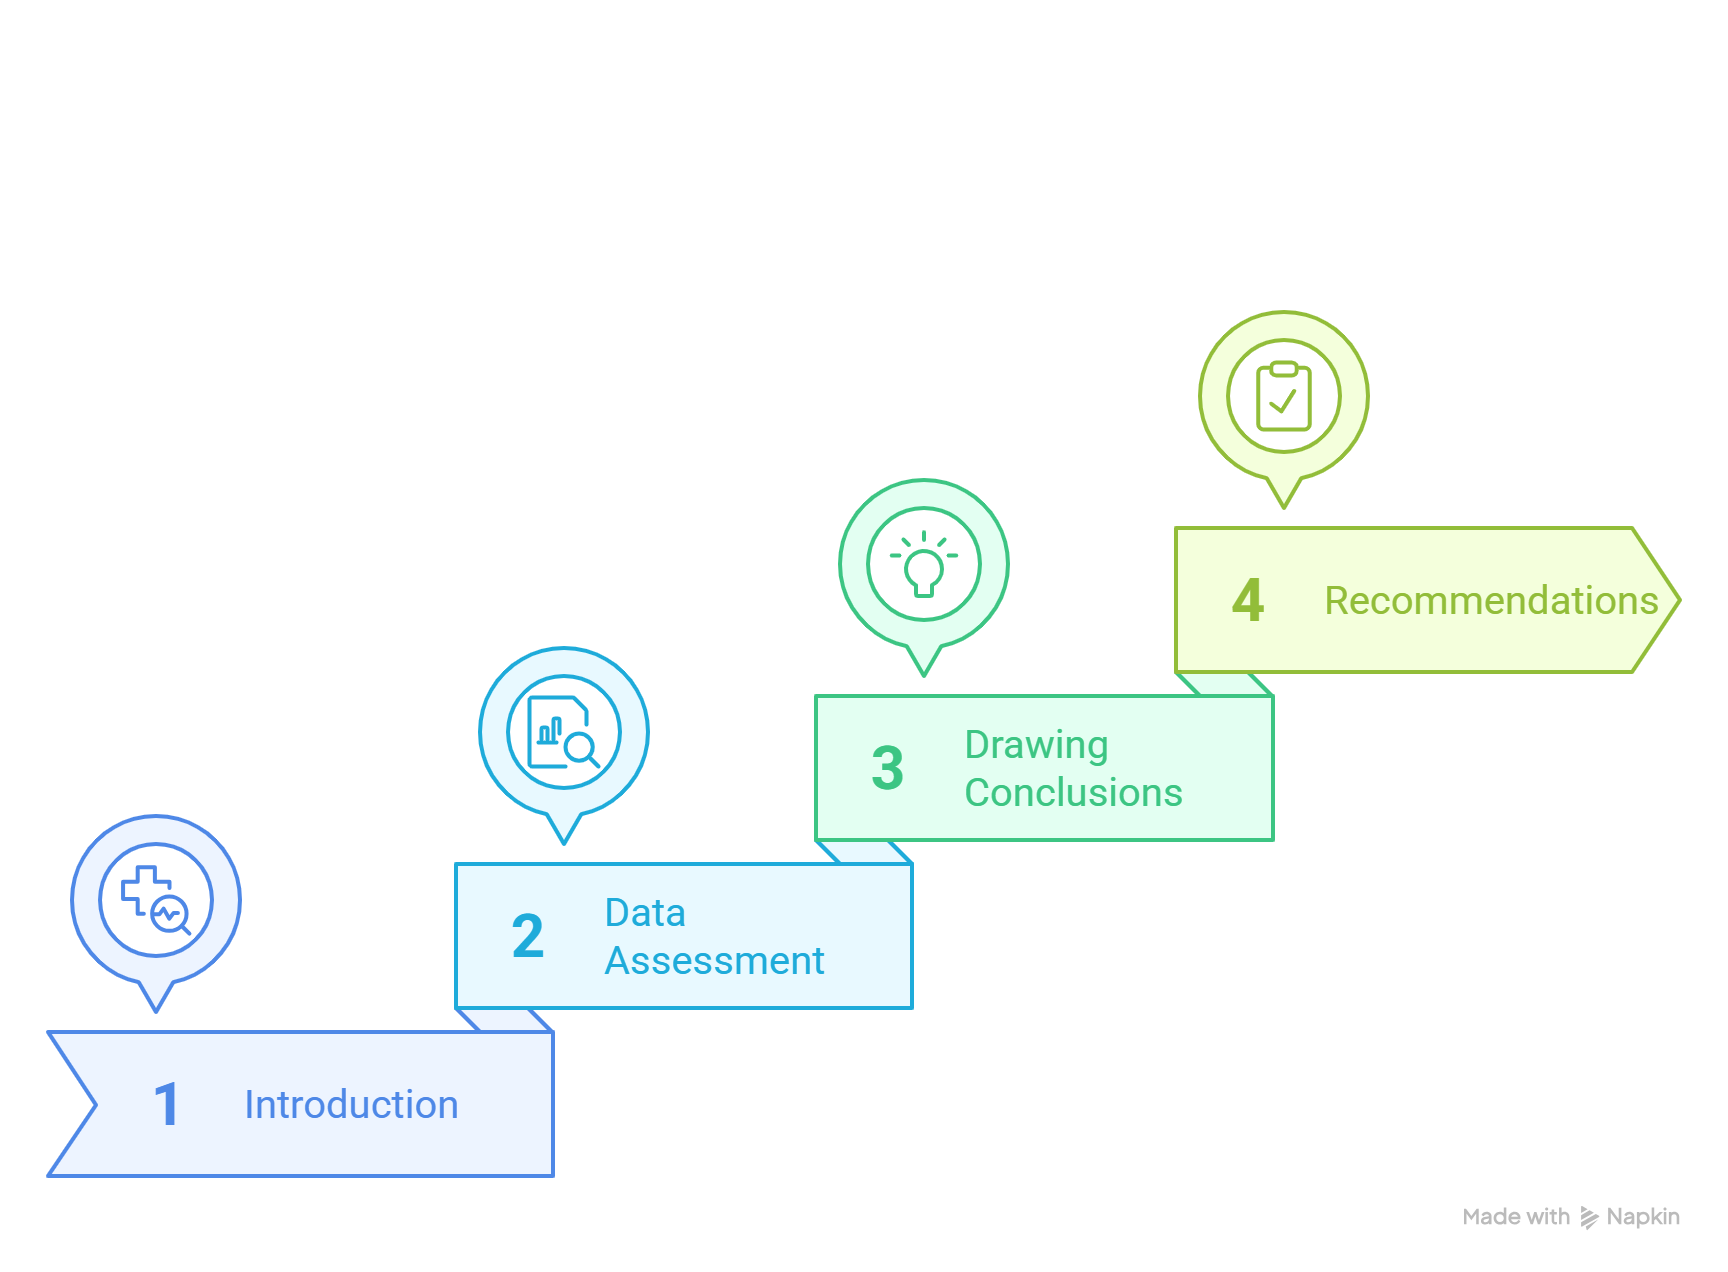 4
Recommendations
3
Drawing
Conclusions
2
Data
Assessment
1
Introduction
Made with Napkin